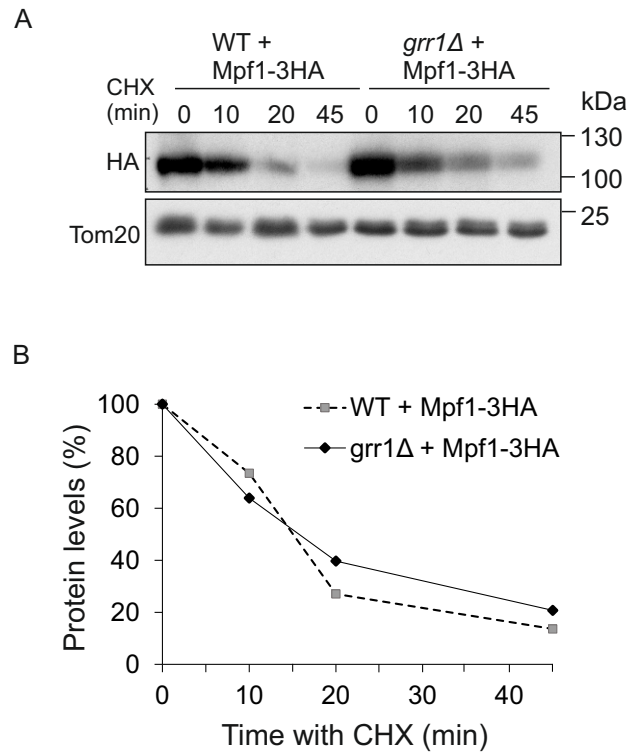 A
WT + grr1Δ +
Mpf1-3HA Mpf1-3HA
CHX
(min) 0 10 20 45 0 10 20 45 kDa
HA 130
100
Tom20 25
B
Protein levels (%)
100
80
60
40
20
0
WT + Mpf1-3HA
grr1Δ + Mpf1-3HA
0 10 20 30 40
Time with CHX (min)